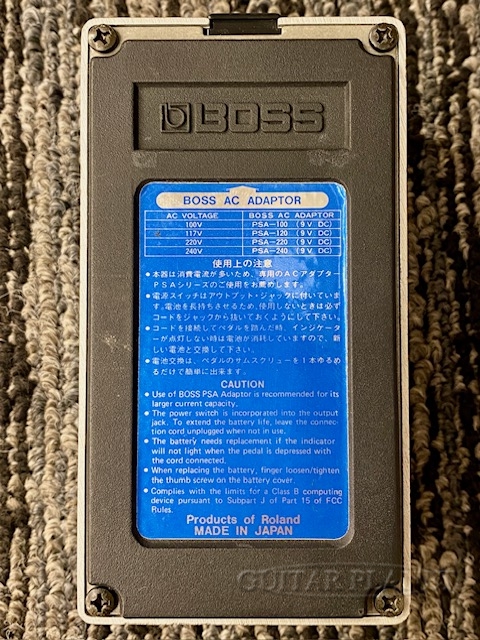 BOSS
BOSS AC ADAPTOR
AC VOLTAGE BOSS AC ADAPTOR
100V PSA-100 (9V DC)
117V PSA-120 (9V DC)
220V PSA-220 (9V DC)
240V PSA-240 (9V DC)
使用上の注意
●本器は消費電流が多いため、専用のACアダプター
PSAシリーズのご使用をお薦めします。
●電源スイッチはアウトプット・ジャックに付いていま
す。電池を長持ちさせるため、使用しないときは必ず
コードをジャックから抜いておくようにして下さい。
●コードを接続してペダルを踏んだ時、インジケータ
ーが点灯しない時は電池が消耗していますので、新
しい電池と交換して下さい。
●電池交換は、ペダルのサムスクリューを1本ゆるめ
るだけで簡単に出来ます。
CAUTION
● Use of BOSS PSA Adaptor is recommended for its
larger current capacity.
● The power switch is incorporated into the output
jack. To extend the battery life, leave the connec-
tion cord unplugged when not in use.
● The battery needs replacement if the indicator
will not light when the pedal is depressed with
the cord connected.
● When replacing the battery, finger loosen/tighten
the thumb screw on the battery cover.
● Complies with the limits for a Class B computing
device pursuant to Subpart J of Part 15 of FCC
Rules.
Products of Roland
MADE IN JAPAN
GUITAR